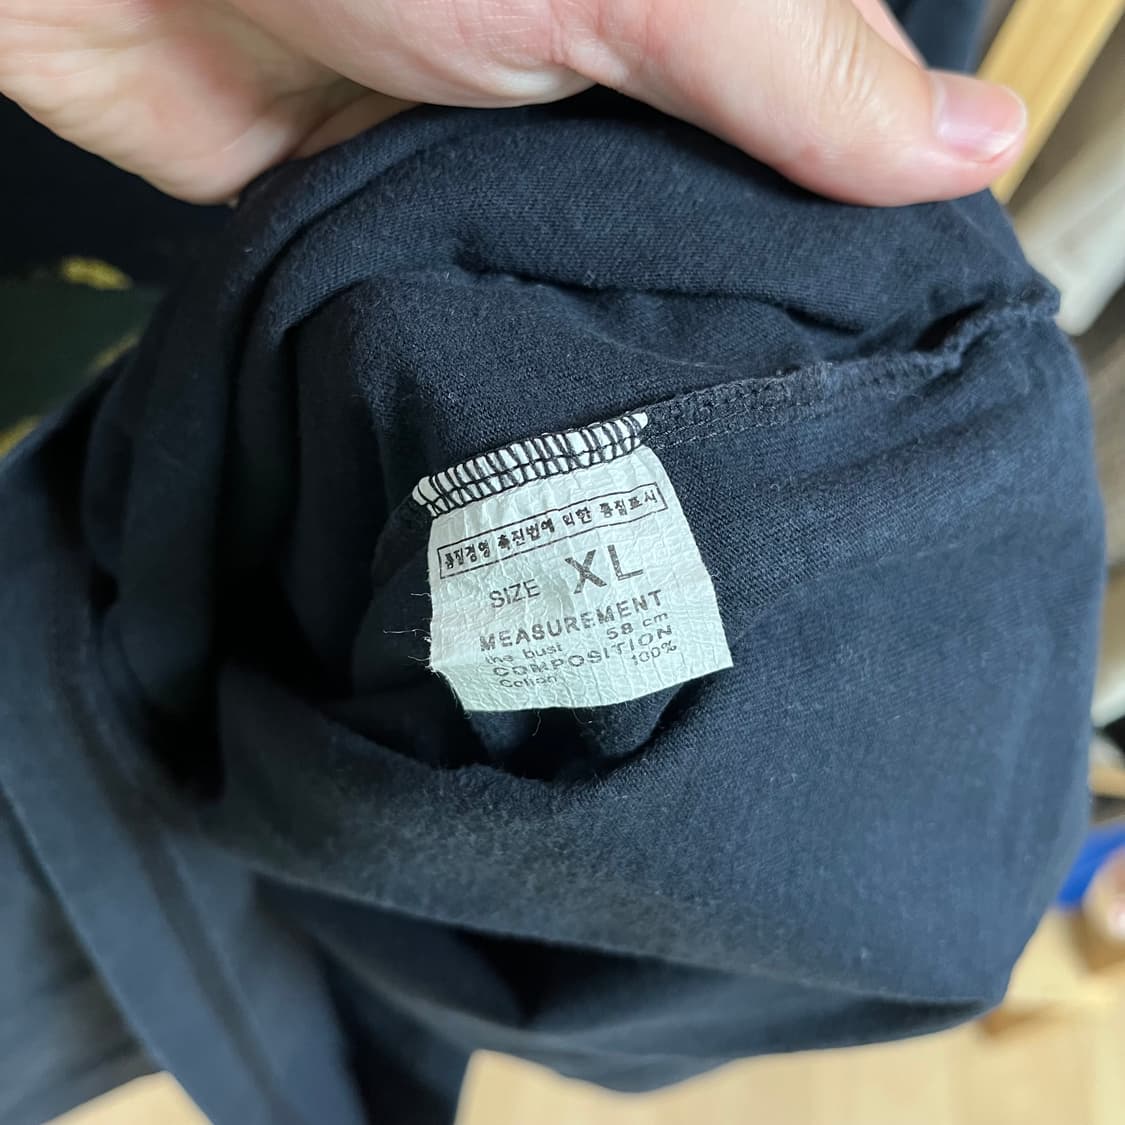 품질경영 촉진법에 의한 품질표시
SIZE XL
MEASUREMENT
the bust 58 cm
COMPOSITION
Cotton 100%